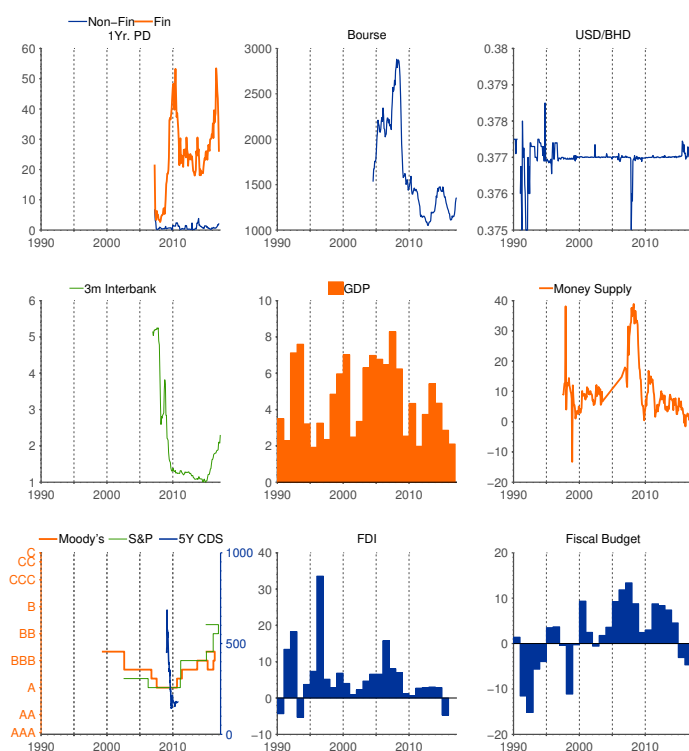 Non−Fin Fin
1Yr. PD
60
50
40
30
20
10
0
1990 2000 2010
Bourse
3000
2500
2000
1500
1000
1990 2000 2010
USD/BHD
0.38
0.379
0.378
0.377
0.376
0.375
1990 2000 2010
3m Interbank
6
5
4
3
2
1
1990 2000 2010
GDP
10
8
6
4
2
0
1990 2000 2010
Money Supply
40
30
20
10
0
−10
−20
1990 2000 2010
Moody's S&P 5Y CDS
C
CC
CCC
B
BB
BBB
A
AA
AAA
1000
500
0
1990 2000 2010
FDI
40
30
20
10
0
−10
1990 2000 2010
Fiscal Budget
20
10
0
−10
−20
1990 2000 2010